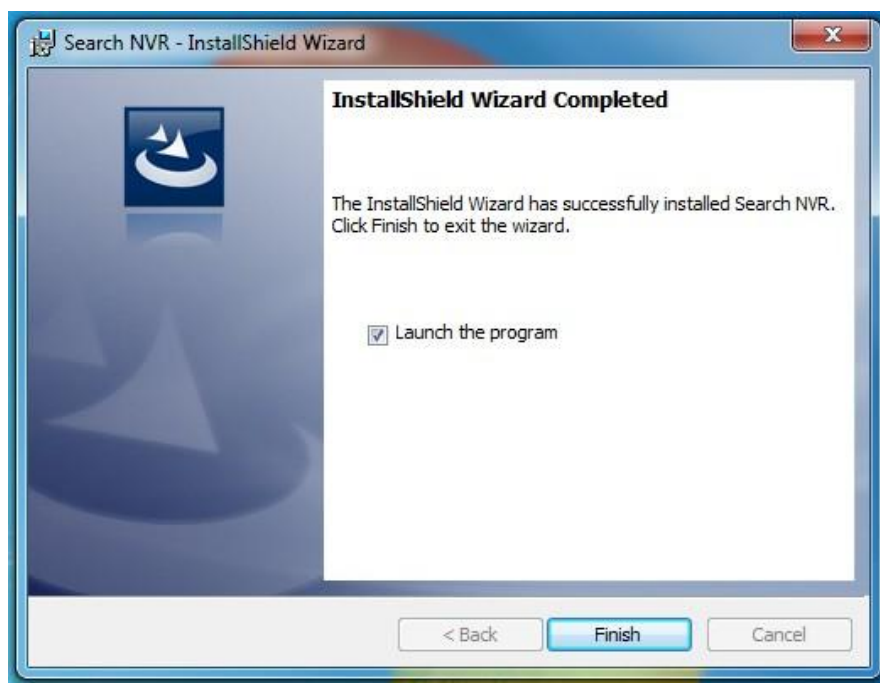 Search NVR - InstallShield Wizard
InstallShield Wizard Completed
The InstallShield Wizard has successfully installed Search NVR.
Click Finish to exit the wizard.
Launch the program
< Back
Finish
Cancel